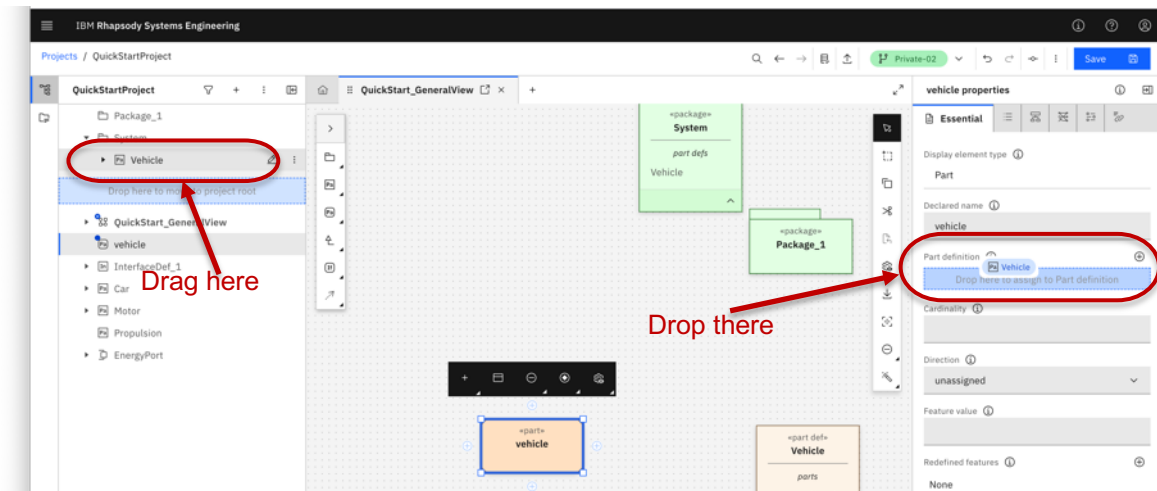 IBM Rhapsody Systems Engineering
Projects / QuickStartProject
Private-02
Save
QuickStartProject
QuickStart_GeneralView
vehicle properties
Package_1
System
Vehicle
Drop here to move to project root
QuickStart_GeneralView
vehicle
InterfaceDef_1
Car
Motor
Propulsion
EnergyPort
Drag here
«package»
System
part defs
Vehicle
«package»
Package_1
Drop there
«part»
vehicle
«part def»
Vehicle
parts
Essential
Display element type
Part
Declared name
vehicle
Part definition
Vehicle
Drop here to assign to Part definition
Cardinality
Direction
unassigned
Feature value
Redefined features
None